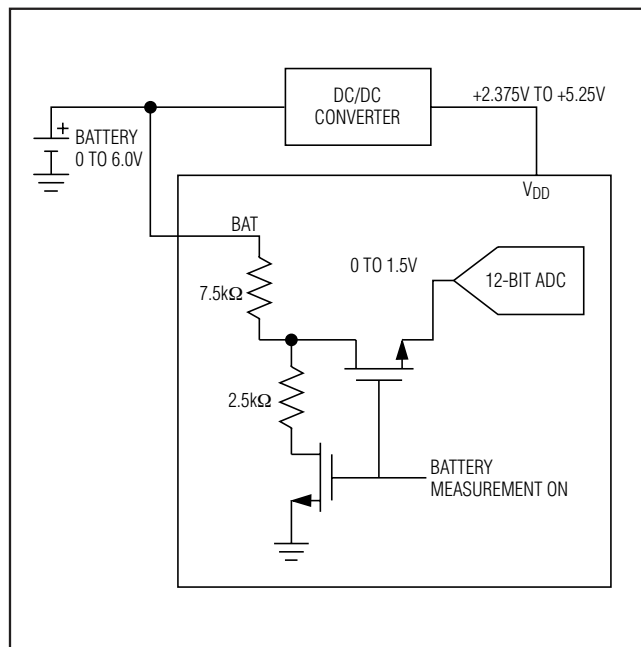 DC/DC
CONVERTER
+2.375V TO +5.25V
+
BATTERY
0 TO 6.0V
VDD
BAT
0 TO 1.5V
12-BIT ADC
7.5kΩ
2.5kΩ
BATTERY
MEASUREMENT ON